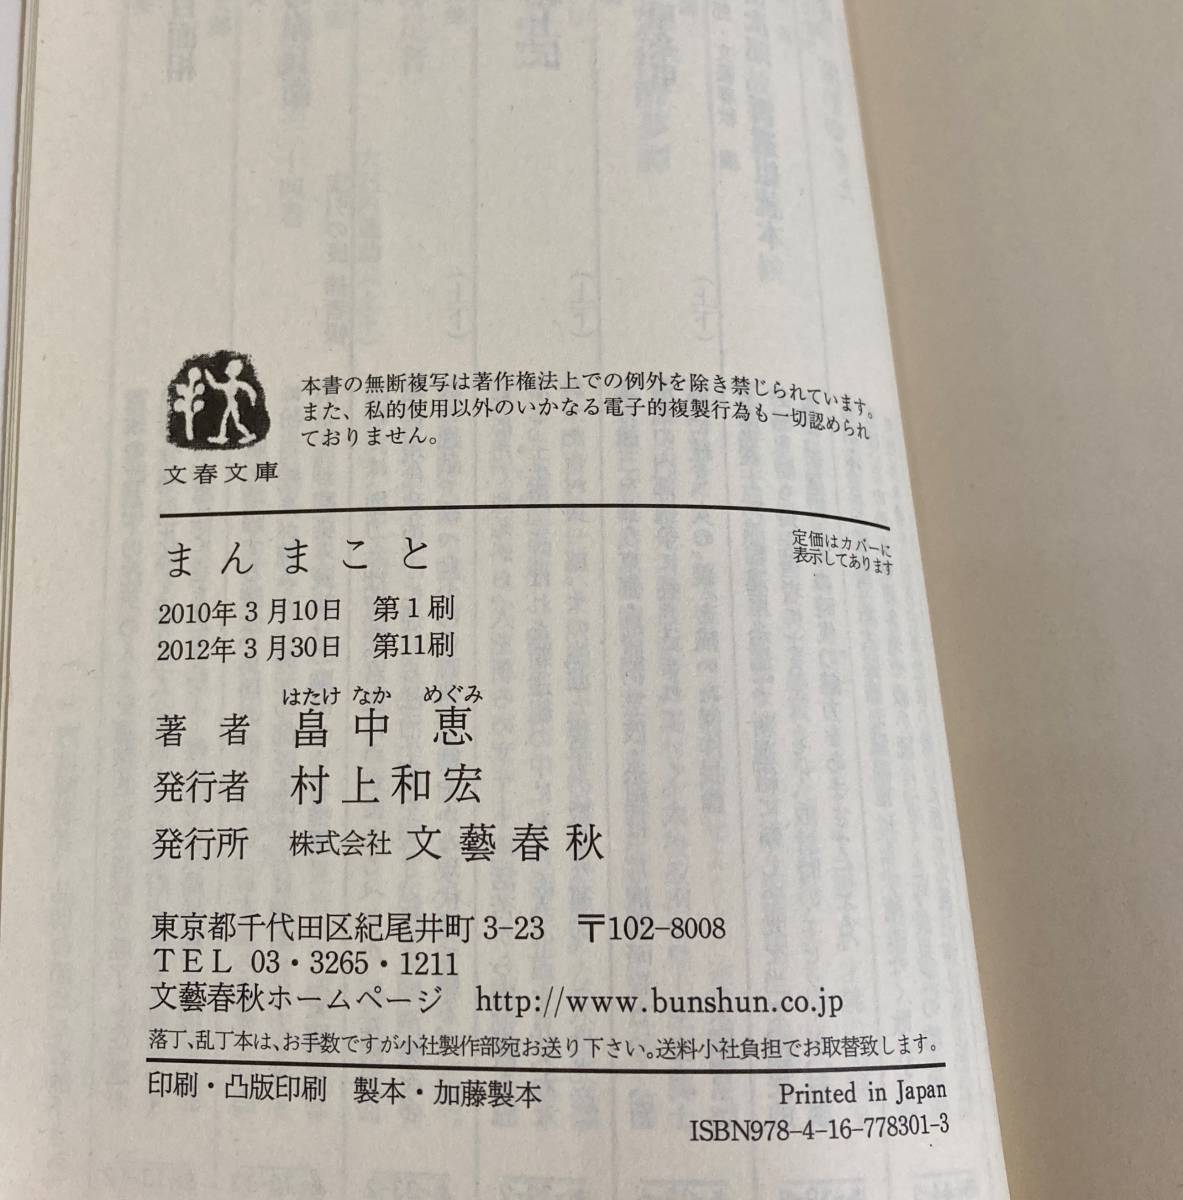 本書の無断複写は著作権法上での例外を除き禁じられています。
また、私的使用以外のいかなる電子的複製行為も一切認められ
ておりません。
文春文庫
定価はカバーに
表示してあります
まんまこと
2010年3月10日　第1刷
2012年3月30日　第11刷
はたけ なか　めぐみ
著　者　畠中　恵
発行者　村上和宏
発行所　株式会社 文藝春秋
東京都千代田区紀尾井町 3-23　〒102-8008
ＴＥＬ 03・3265・1211
文藝春秋ホームページ　http://www.bunshun.co.jp
落丁、乱丁本は、お手数ですが小社製作部宛お送り下さい。送料小社負担でお取替致します。
印刷・凸版印刷　製本・加藤製本
Printed in Japan
ISBN978-4-16-778301-3